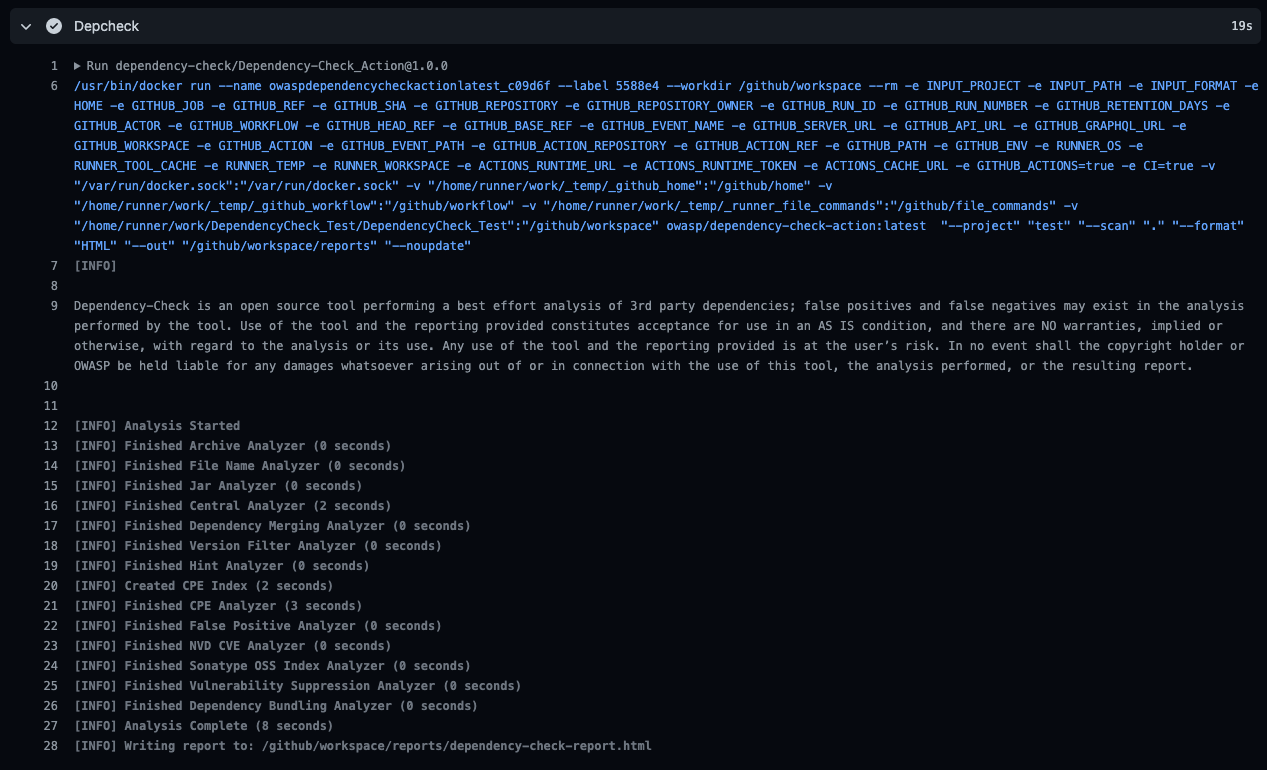 Depcheck 19s
1 Run dependency-check/Dependency-Check_Action@1.0.0
6 /usr/bin/docker run --name owaspdependencycheckactionlatest_c09d6f --label 5588e4 --workdir /github/workspace --rm -e INPUT_PROJECT -e INPUT_PATH -e INPUT_FORMAT -e
HOME -e GITHUB_JOB -e GITHUB_REF -e GITHUB_SHA -e GITHUB_REPOSITORY -e GITHUB_REPOSITORY_OWNER -e GITHUB_RUN_ID -e GITHUB_RUN_NUMBER -e GITHUB_RETENTION_DAYS -e
GITHUB_ACTOR -e GITHUB_WORKFLOW -e GITHUB_HEAD_REF -e GITHUB_BASE_REF -e GITHUB_EVENT_NAME -e GITHUB_SERVER_URL -e GITHUB_API_URL -e GITHUB_GRAPHQL_URL -e
GITHUB_WORKSPACE -e GITHUB_ACTION -e GITHUB_EVENT_PATH -e GITHUB_ACTION_REPOSITORY -e GITHUB_ACTION_REF -e GITHUB_PATH -e GITHUB_ENV -e RUNNER_OS -e
RUNNER_TOOL_CACHE -e RUNNER_TEMP -e RUNNER_WORKSPACE -e ACTIONS_RUNTIME_URL -e ACTIONS_RUNTIME_TOKEN -e ACTIONS_CACHE_URL -e GITHUB_ACTIONS=true -e CI=true -v
"/var/run/docker.sock":"/var/run/docker.sock" -v "/home/runner/work/_temp/_github_home":"/github/home" -v
"/home/runner/work/_temp/_github_workflow":"/github/workflow" -v "/home/runner/work/_temp/_runner_file_commands":"/github/file_commands" -v
"/home/runner/work/DependencyCheck_Test/DependencyCheck_Test":"/github/workspace" owasp/dependency-check-action:latest  "--project" "test" "--scan" "." "--format"
"HTML" "--out" "/github/workspace/reports" "--noupdate"
7 [INFO]
8
9 Dependency-Check is an open source tool performing a best effort analysis of 3rd party dependencies; false positives and false negatives may exist in the analysis
performed by the tool. Use of the tool and the reporting provided constitutes acceptance for use in an AS IS condition, and there are NO warranties, implied or
otherwise, with regard to the analysis or its use. Any use of the tool and the reporting provided is at the user’s risk. In no event shall the copyright holder or
OWASP be held liable for any damages whatsoever arising out of or in connection with the use of this tool, the analysis performed, or the resulting report.
10
11
12 [INFO] Analysis Started
13 [INFO] Finished Archive Analyzer (0 seconds)
14 [INFO] Finished File Name Analyzer (0 seconds)
15 [INFO] Finished Jar Analyzer (0 seconds)
16 [INFO] Finished Central Analyzer (2 seconds)
17 [INFO] Finished Dependency Merging Analyzer (0 seconds)
18 [INFO] Finished Version Filter Analyzer (0 seconds)
19 [INFO] Finished Hint Analyzer (0 seconds)
20 [INFO] Created CPE Index (2 seconds)
21 [INFO] Finished CPE Analyzer (3 seconds)
22 [INFO] Finished False Positive Analyzer (0 seconds)
23 [INFO] Finished NVD CVE Analyzer (0 seconds)
24 [INFO] Finished Sonatype OSS Index Analyzer (0 seconds)
25 [INFO] Finished Vulnerability Suppression Analyzer (0 seconds)
26 [INFO] Finished Dependency Bundling Analyzer (0 seconds)
27 [INFO] Analysis Complete (8 seconds)
28 [INFO] Writing report to: /github/workspace/reports/dependency-check-report.html